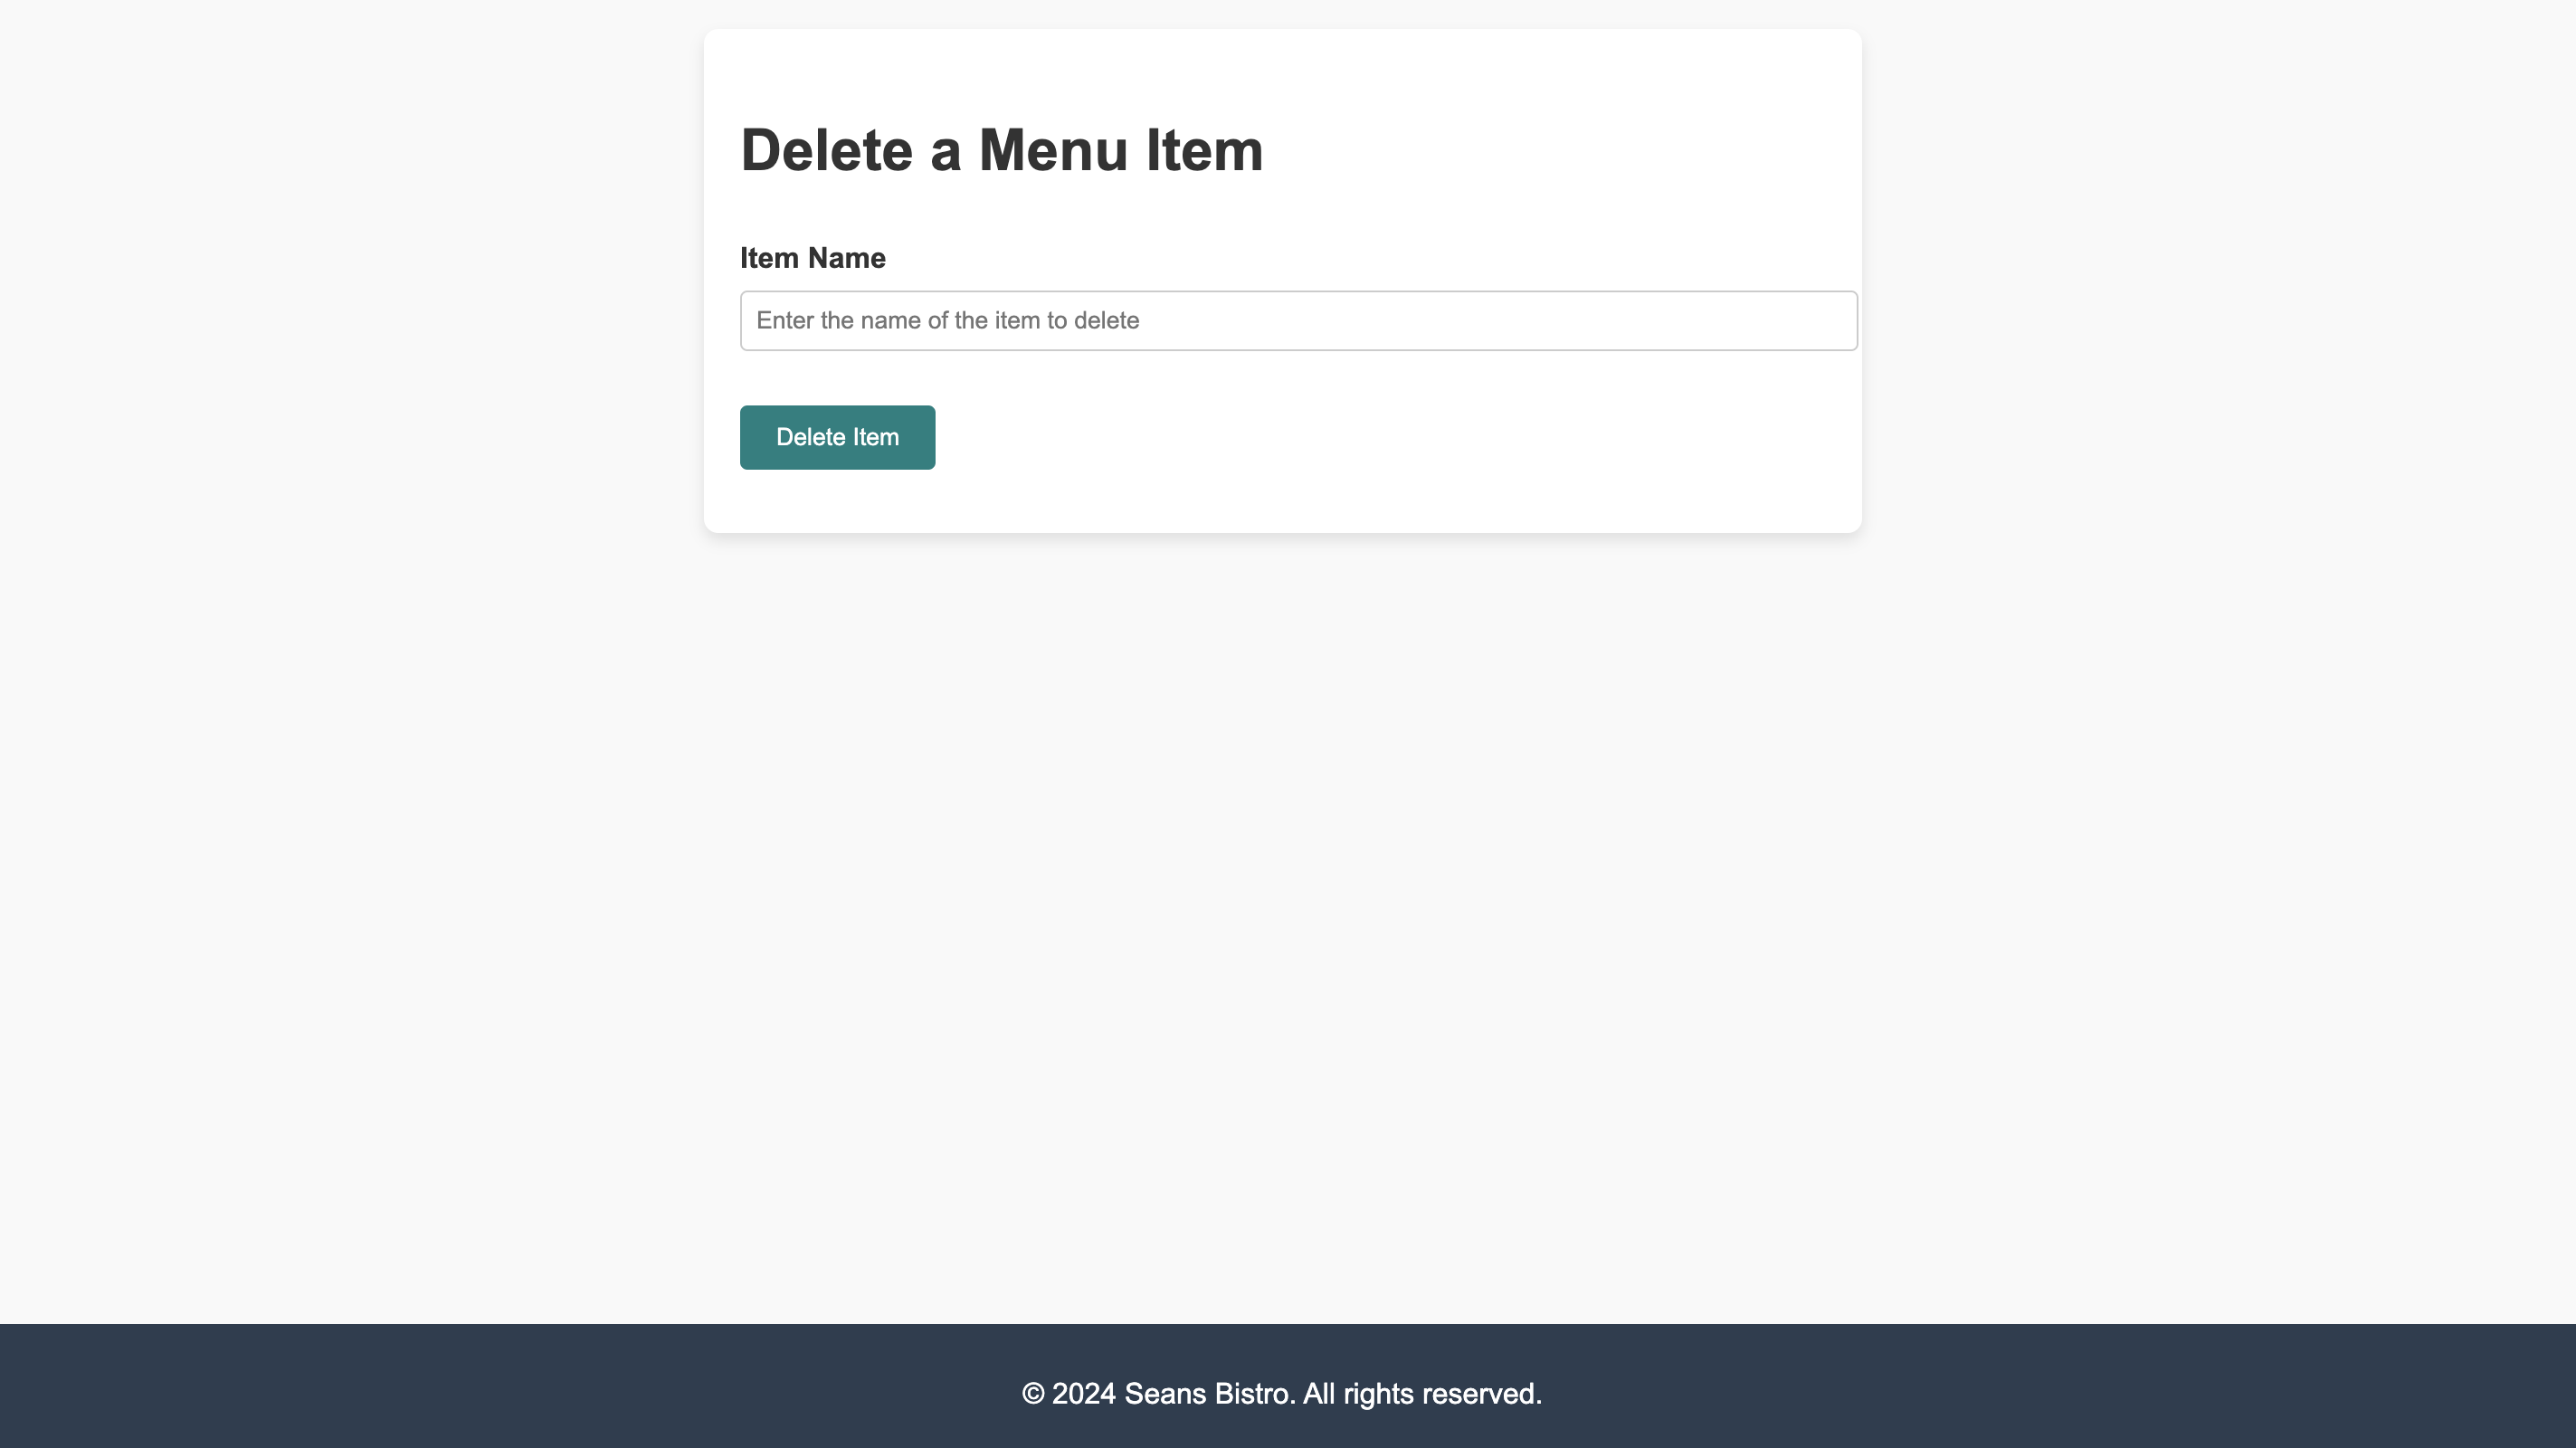 Delete a Menu Item
Item Name
Enter the name of the item to delete
Delete Item
© 2024 Seans Bistro. All rights reserved.